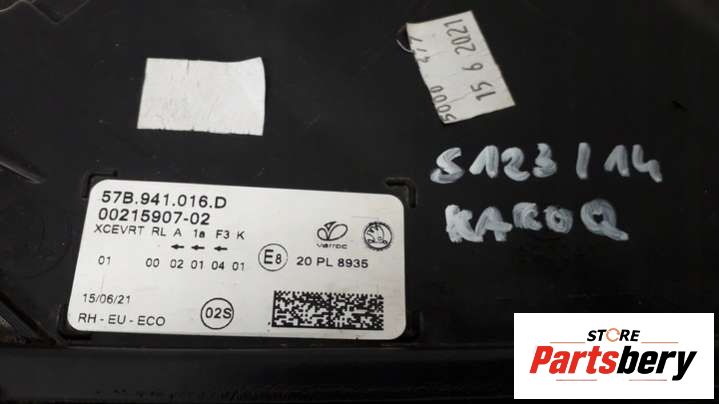 5000 477
15 6 2021
S123/14
KAROQ
57B.941.016.D
00215907-02
XCEVRT RL A 1a F3 K
01 00 02 01 04 01
varroc
E8 20 PL 8935
15/06/21
RH - EU - ECO
02S
STORE
Partsbery